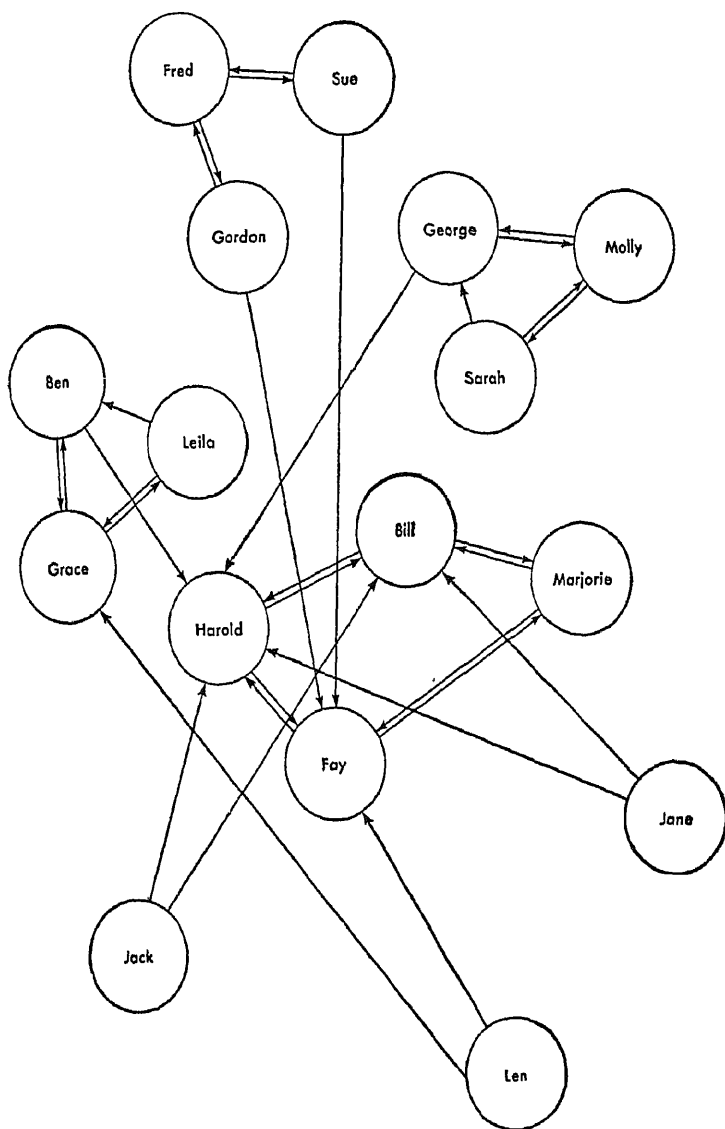 Fred
Sue
Gordon
George
Molly
Sarah
Ben
Leila
Grace
Bill
Marjorie
Harold
Fay
Jane
Jack
Len